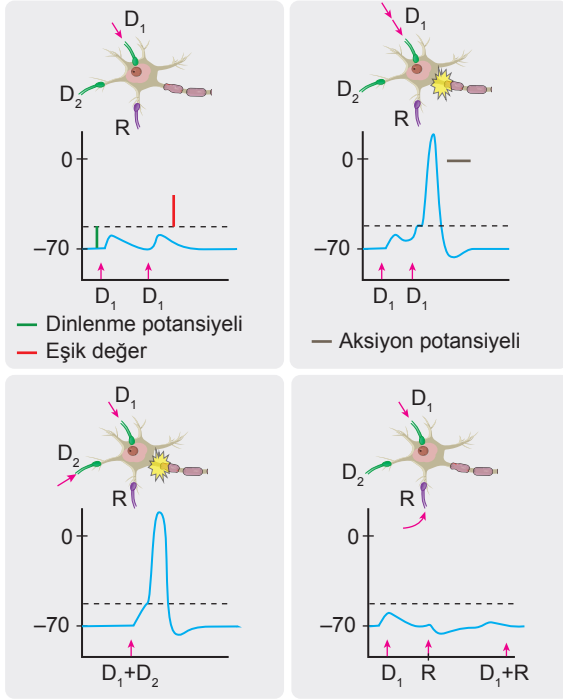 D₁
D₂
R
0
–70
D₁ D₁
Dinlenme potansiyeli
Eşik değer
D₁
D₂
R
0
–70
D₁ D₁
Aksiyon potansiyeli
D₁
D₂
R
0
–70
D₁+D₂
D₁
D₂
R
0
–70
D₁ R D₁+R